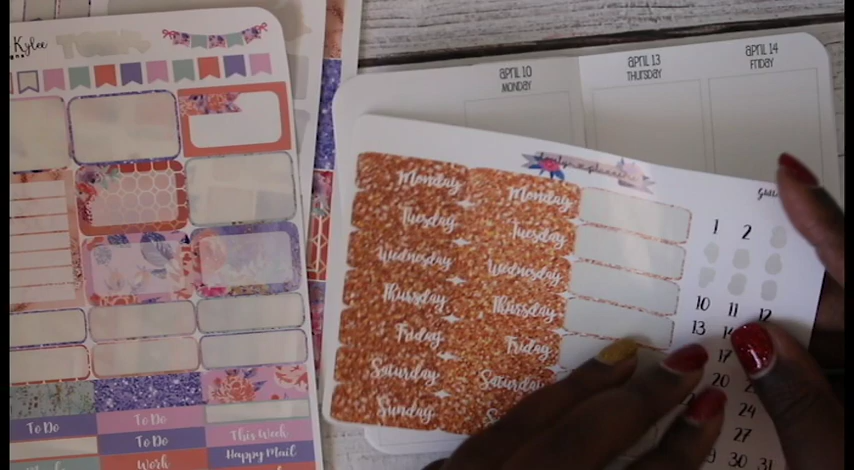 Kylee
To Do
To Do
To Do
This Week
Happy Mail
Work
APRIL 10
MONDAY
APRIL 13
THURSDAY
APRIL 14
FRIDAY
Monday
Tuesday
Wednesday
Thursday
Friday
Saturday
Sunday
Monday
Tuesday
Wednesday
Thursday
Friday
Saturday
1 2
10 11 12
13
17
20
24
27
30 31